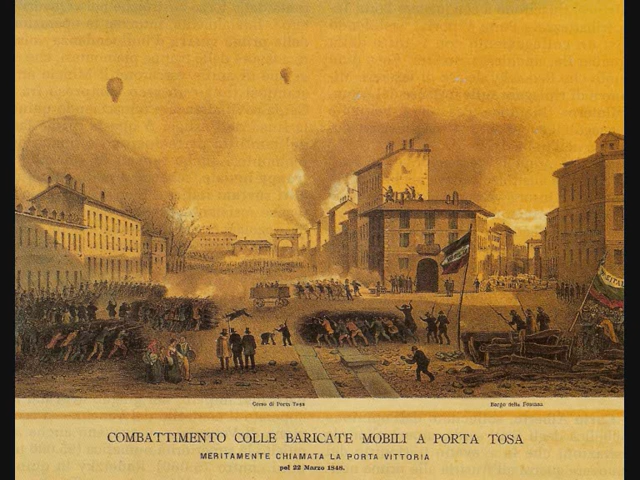 Corso di Porta Tosa
Borgo della Fontana
COMBATTIMENTO COLLE BARICATE MOBILI A PORTA TOSA
MERITAMENTE CHIAMATA LA PORTA VITTORIA
pel 22 Marzo 1848.